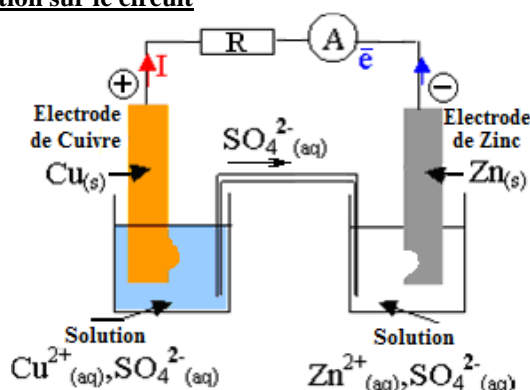 tion sur le circuit
R
A
I
ē
+
−
Electrode
de Cuivre
Electrode
de Zinc
SO₄²⁻(aq)
Cu(s)
Zn(s)
Solution
Solution
Cu²⁺(aq),SO₄²⁻(aq)
Zn²⁺(aq),SO₄²⁻(aq)